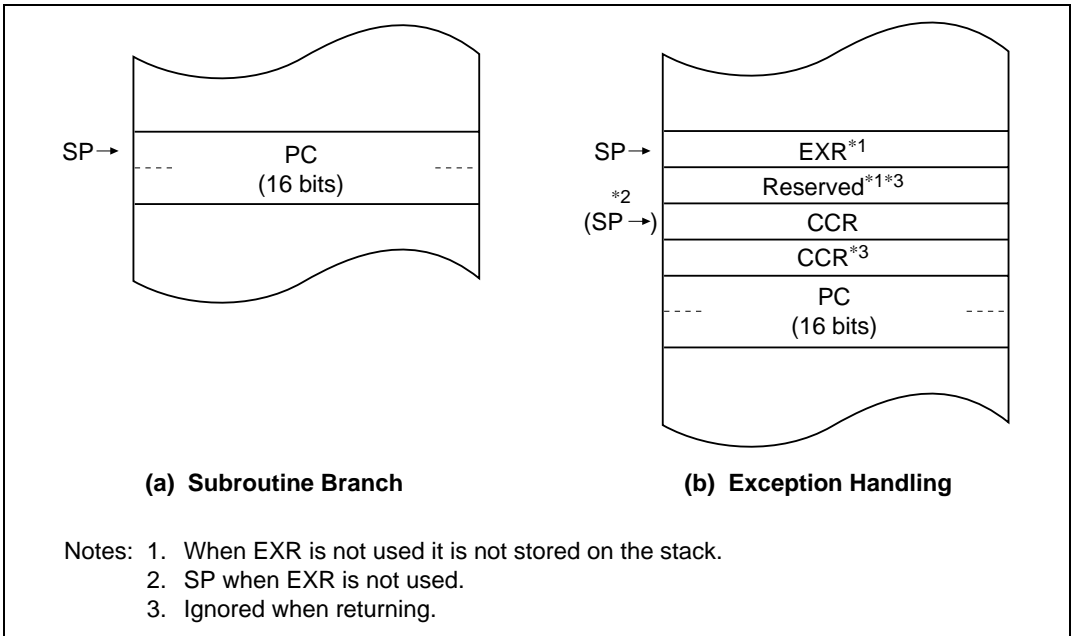 SP→
PC
(16 bits)
(a) Subroutine Branch
SP→
EXR*1
Reserved*1*3
*2
(SP→)
CCR
CCR*3
PC
(16 bits)
(b) Exception Handling
Notes: 1. When EXR is not used it is not stored on the stack.
2. SP when EXR is not used.
3. Ignored when returning.